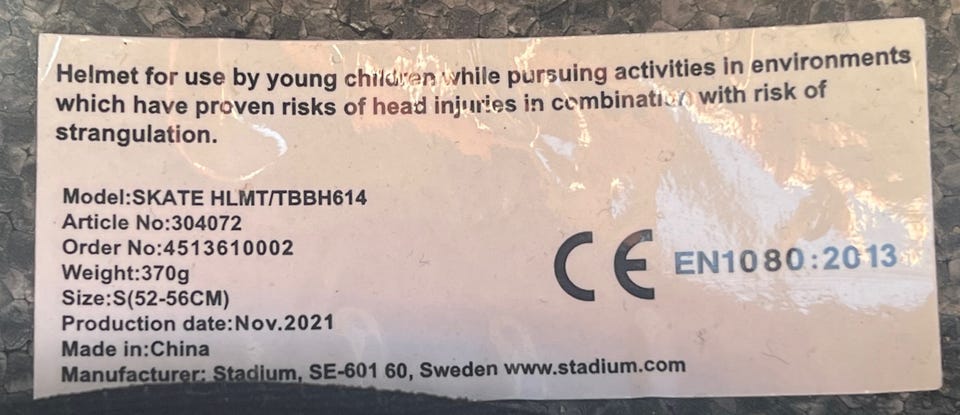 Helmet for use by young children while pursuing activities in environments
which have proven risks of head injuries in combination with risk of
strangulation.
Model:SKATE HLMT/TBBH614
Article No:304072
Order No:4513610002
Weight:370g
Size:S(52-56CM)
Production date:Nov.2021
Made in:China
Manufacturer: Stadium, SE-601 60, Sweden www.stadium.com
CE EN1080:2013